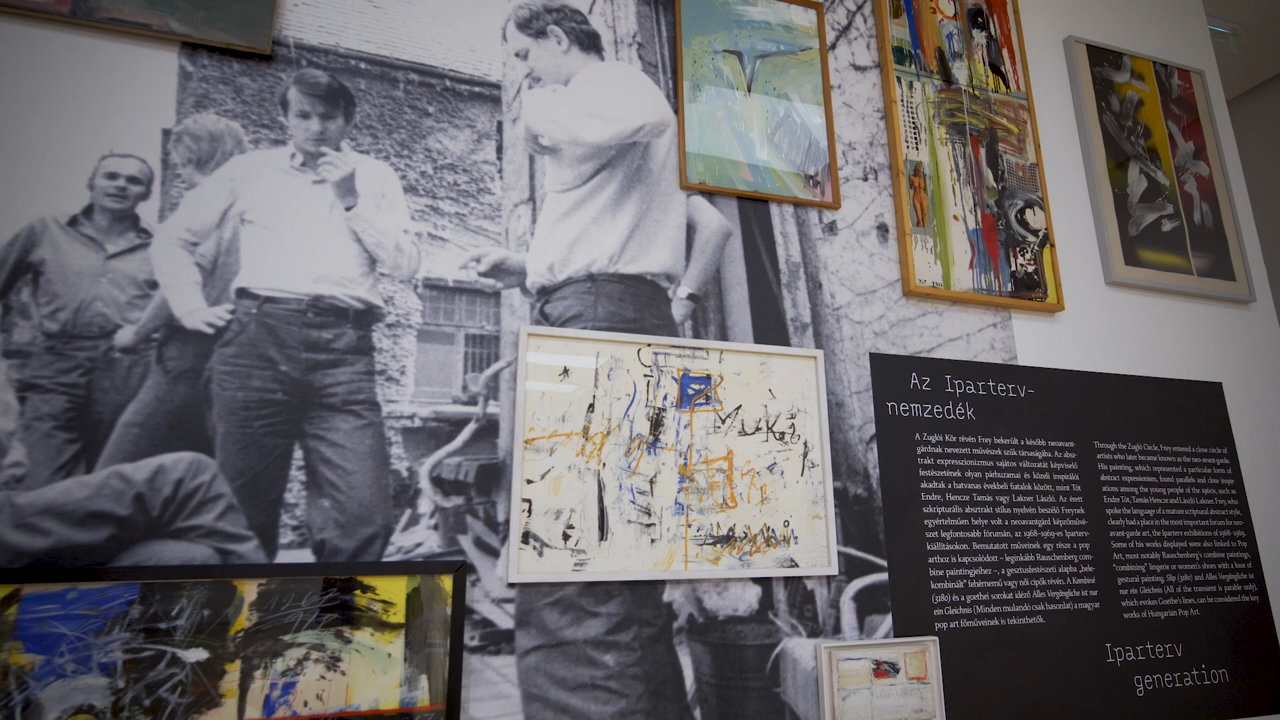 Muki
Az Iparterv-
nemzedék
A Zuglói Kör révén Frey bekerült a később neoavant-
gárdnak nevezett művészek szűk társaságába. Az absz-
trakt expresszionizmus sajátos változatát képviselő
festészetének olyan párhuzamai és közeli inspirálói
akadtak a hatvanas évekbeli fiatalok között, mint Tót
Endre, Hencze Tamás vagy Lakner László. Az érett
szkripturális absztrakt stílus nyelvén beszélő Freynek
egyértelműen helye volt a neoavantgárd képzőművé-
szet legfontosabb fórumán, az 1968–1969-es Iparterv-
kiállításokon. Bemutatott műveinek egy része a pop
arthoz is kapcsolódott – leginkább Rauschenberg com-
bine paintingjeihez –, a gesztusfestészeti alapba „bele-
kombinált” fehérnemű vagy női cipők révén. A Kombiné
(3180) és a goethei sorokat idéző Alles Vergängliche ist nur
ein Gleichnis (Minden mulandó csak hasonlat) a magyar
pop art főműveinek is tekinthetők.
Through the Zugló Circle, Frey entered a close circle of
artists who later became known as the neo-avant-garde.
His painting, which represented a particular form of
abstract expressionism, found parallels and close inspir-
ations among the young people of the 1960s, such as
Endre Tót, Tamás Hencze and László Lakner. Frey, who
spoke the language of a mature scriptural abstract style,
clearly had a place in the most important forum for neo-
avant-garde art, the Iparterv exhibitions of 1968–1969.
Some of his works displayed were also linked to Pop
Art, most notably Rauschenberg's combine paintings,
"combining" lingerie or women's shoes with a base of
gestural painting. Slip (3180) and Alles Vergängliche ist
nur ein Gleichnis (All of the transient is parable only),
which evokes Goethe's lines, can be considered the key
works of Hungarian Pop Art.
Iparterv
generation